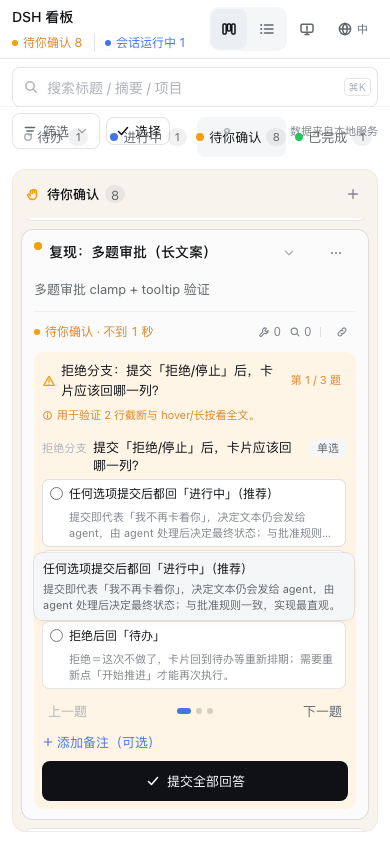 DSH 看板
待你确认 8
会话运行中 1
中
搜索标题 / 摘要 / 项目
⌘K
筛选
选择
数据来自本地服务
待办 1
进行中 1
待你确认 8
已完成 1
待你确认 8
复现：多题审批（长文案）
多题审批 clamp + tooltip 验证
待你确认 · 不到 1 秒
0
0
拒绝分支：提交「拒绝/停止」后，卡
片应该回哪一列？
第 1 / 3 题
用于验证 2 行截断与 hover/长按看全文。
拒绝分支
提交「拒绝/停止」后，卡片应该回
哪一列？
单选
任何选项提交后都回「进行中」（推荐）
提交即代表「我不再卡着你」，决定文本仍会发给
agent，由 agent 处理后决定最终状态；与批准规则...
任何选项提交后都回「进行中」（推荐）
提交即代表「我不再卡着你」，决定文本仍会发给 agent，由
agent 处理后决定最终状态；与批准规则一致，实现最直观。
拒绝后回「待办」
拒绝＝这次不做了，卡片回到待办等重新排期；需要重
新点「开始推进」才能再次执行。
上一题
下一题
+ 添加备注（可选）
提交全部回答